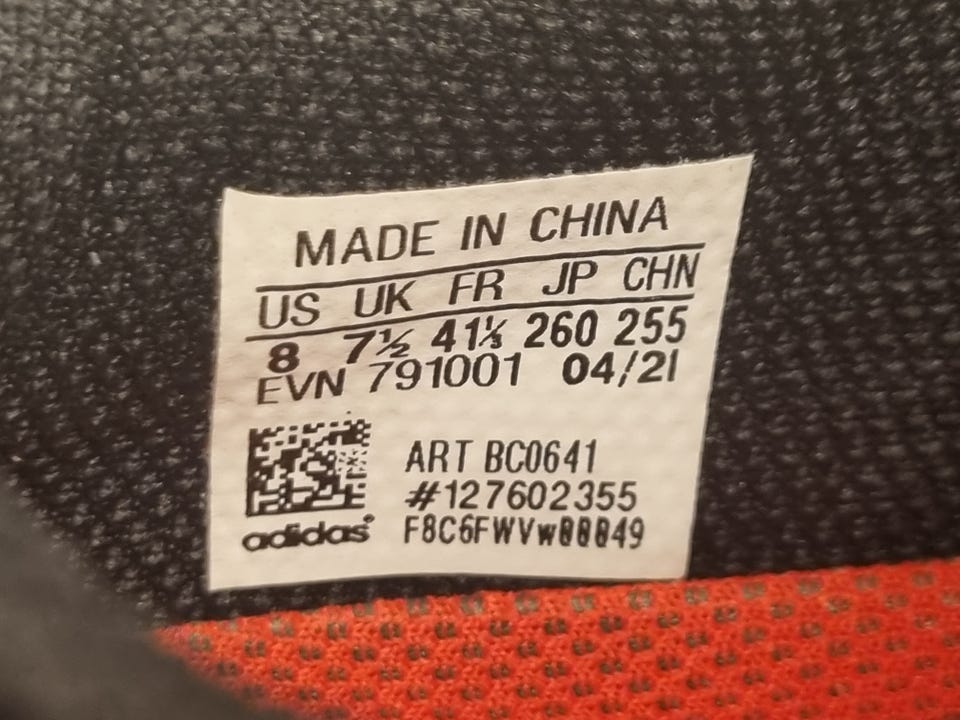 MADE IN CHINA
US UK FR JP CHN
8 7½ 41⅓ 260 255
EVN 791001 04/21
ART BC0641
#127602355
adidas® F8C6FWVw00049